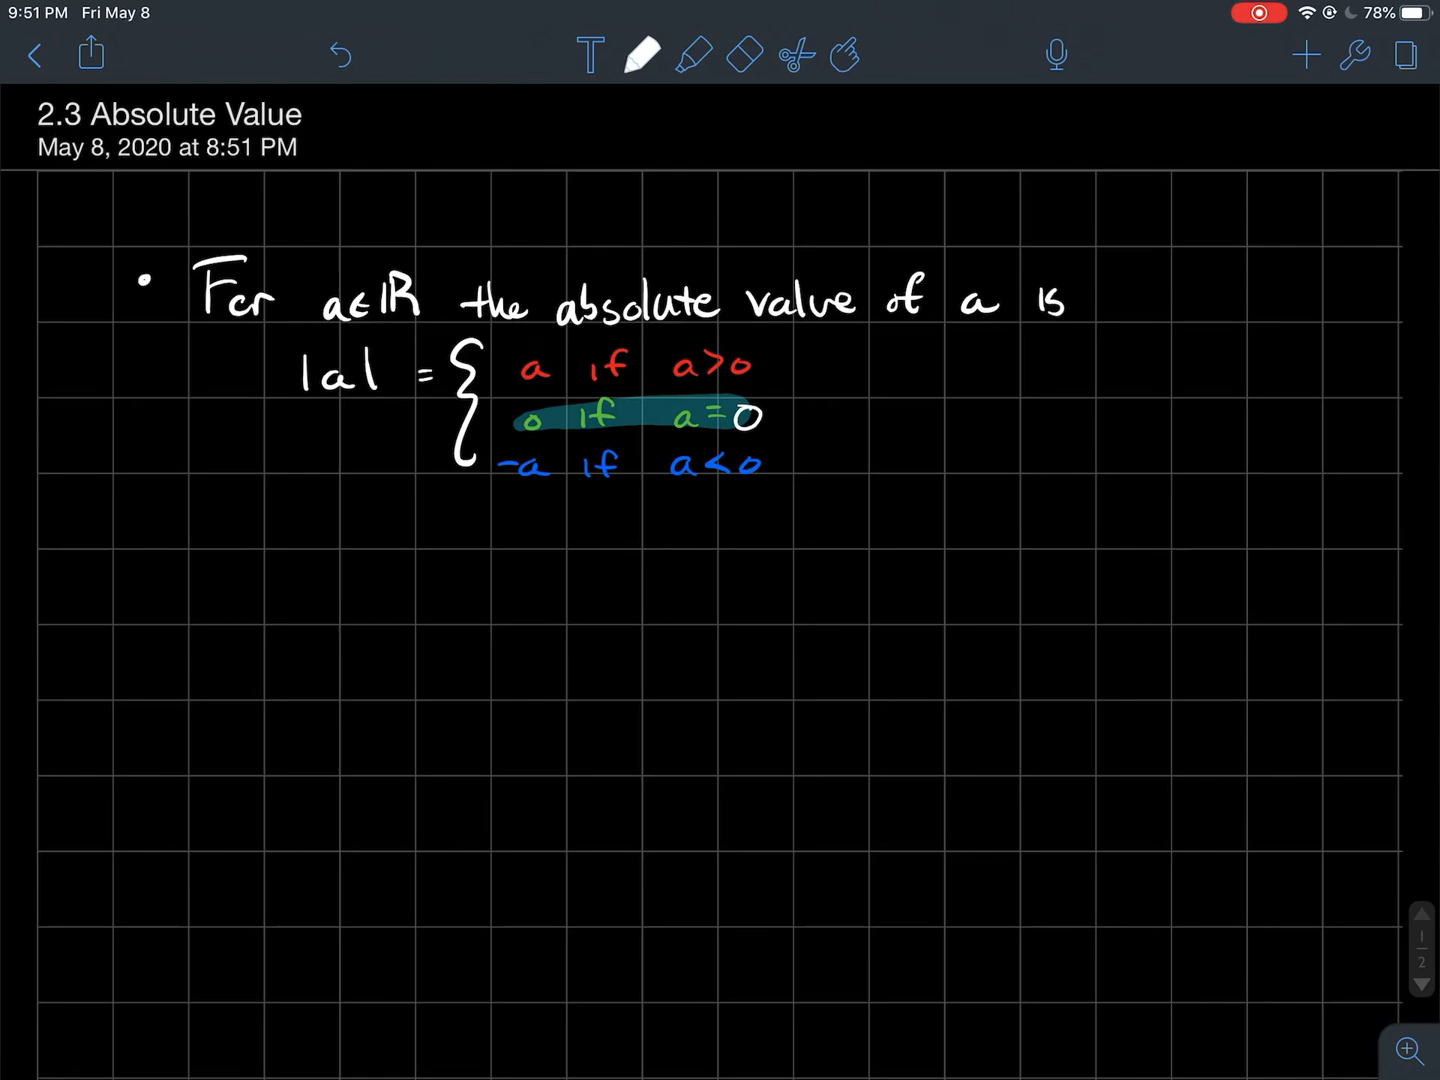 9:51 PM Fri May 8 78%
2.3 Absolute Value
May 8, 2020 at 8:51 PM
• For a∈ℝ the absolute value of a is
|a| = { a if a>0
0 if a=0
-a if a<0
1
2